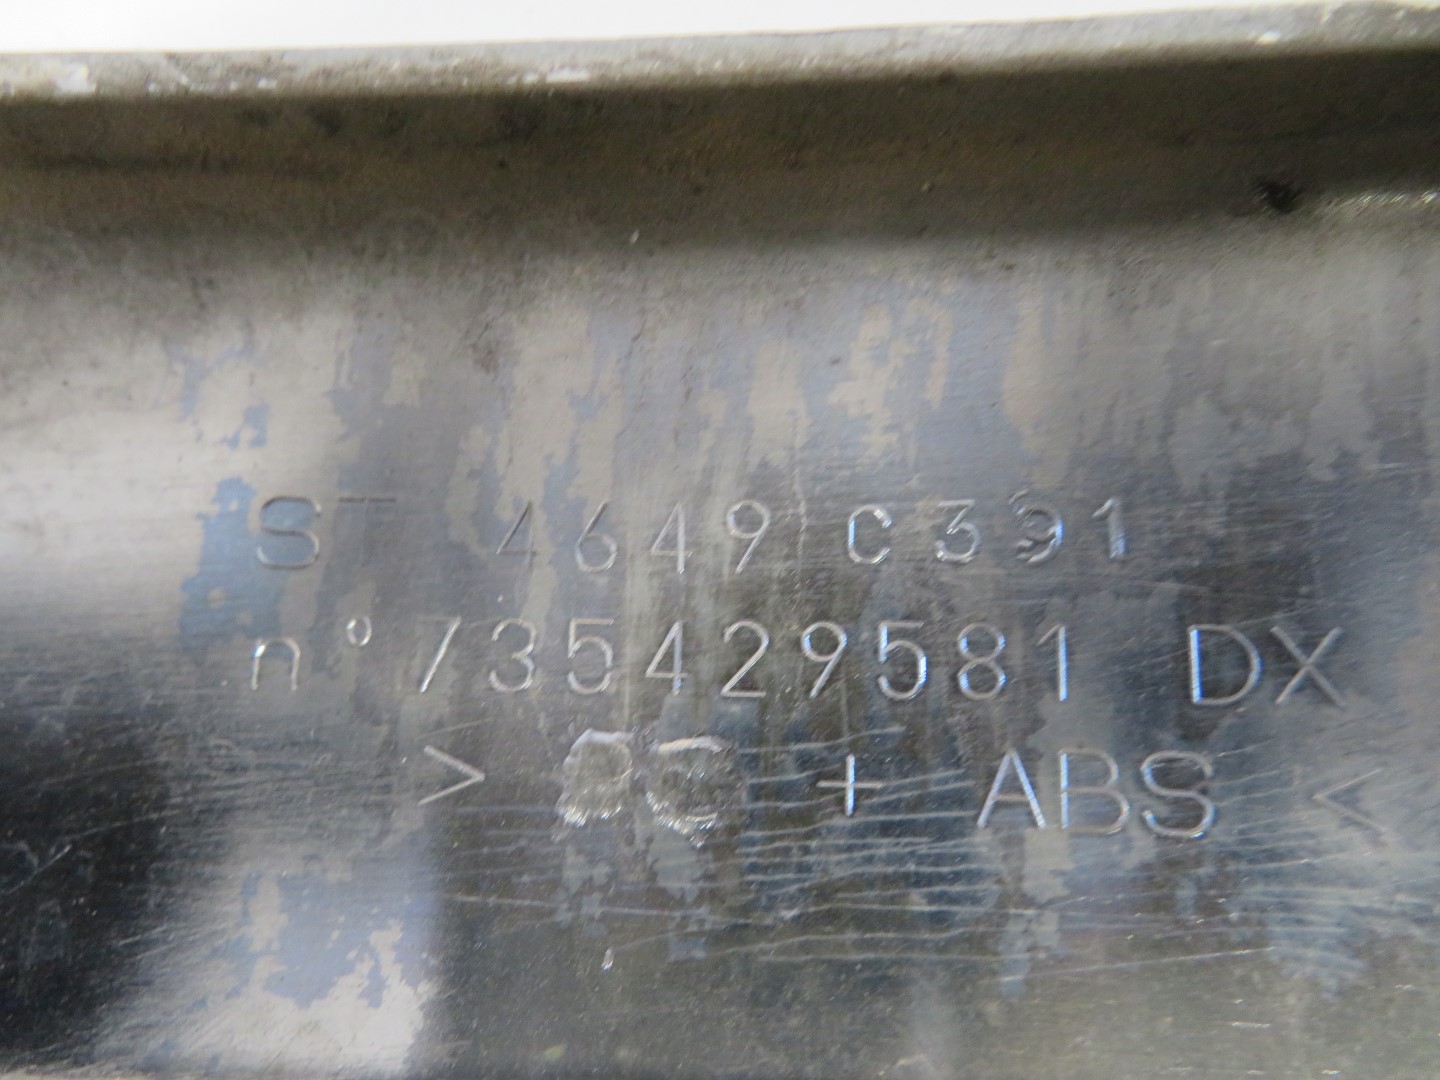 ST 4649 C391
n° 735429581 DX
> + ABS <